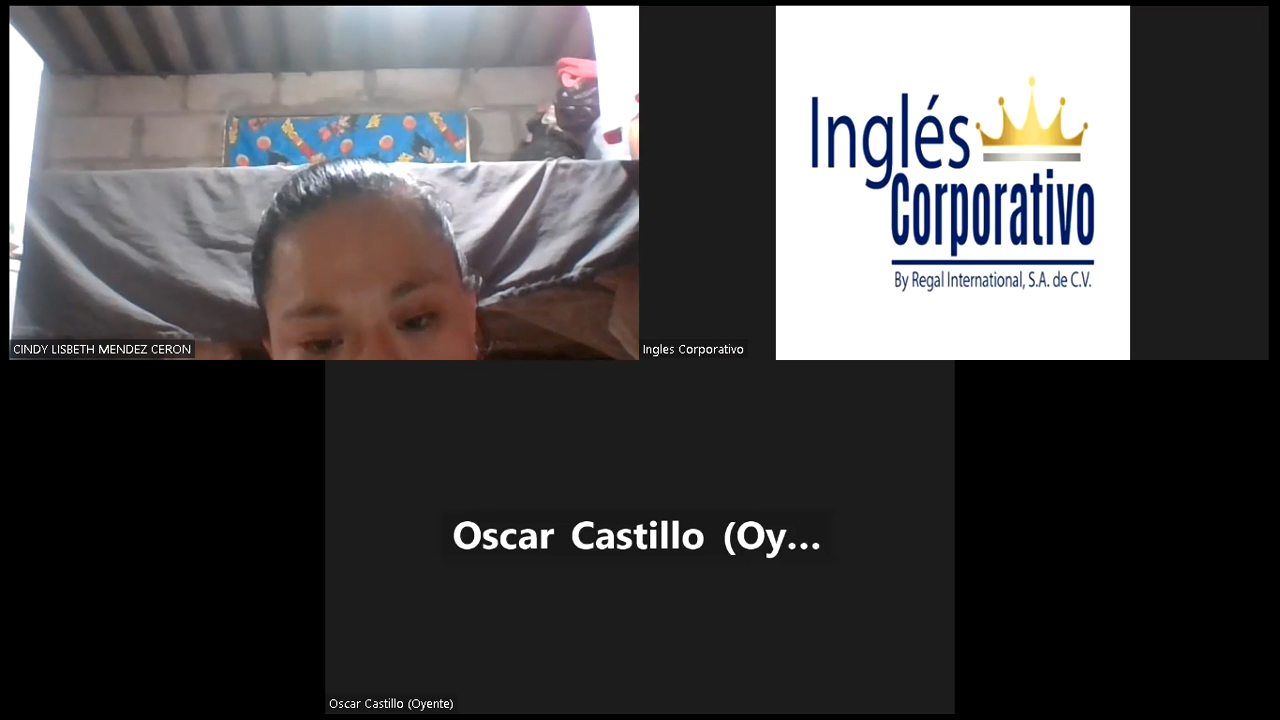 CINDY LISBETH MENDEZ CERON
Inglés
Corporativo
By Regal International, S.A. de C.V.
Ingles Corporativo
Oscar Castillo (Oy...
Oscar Castillo (Oyente)